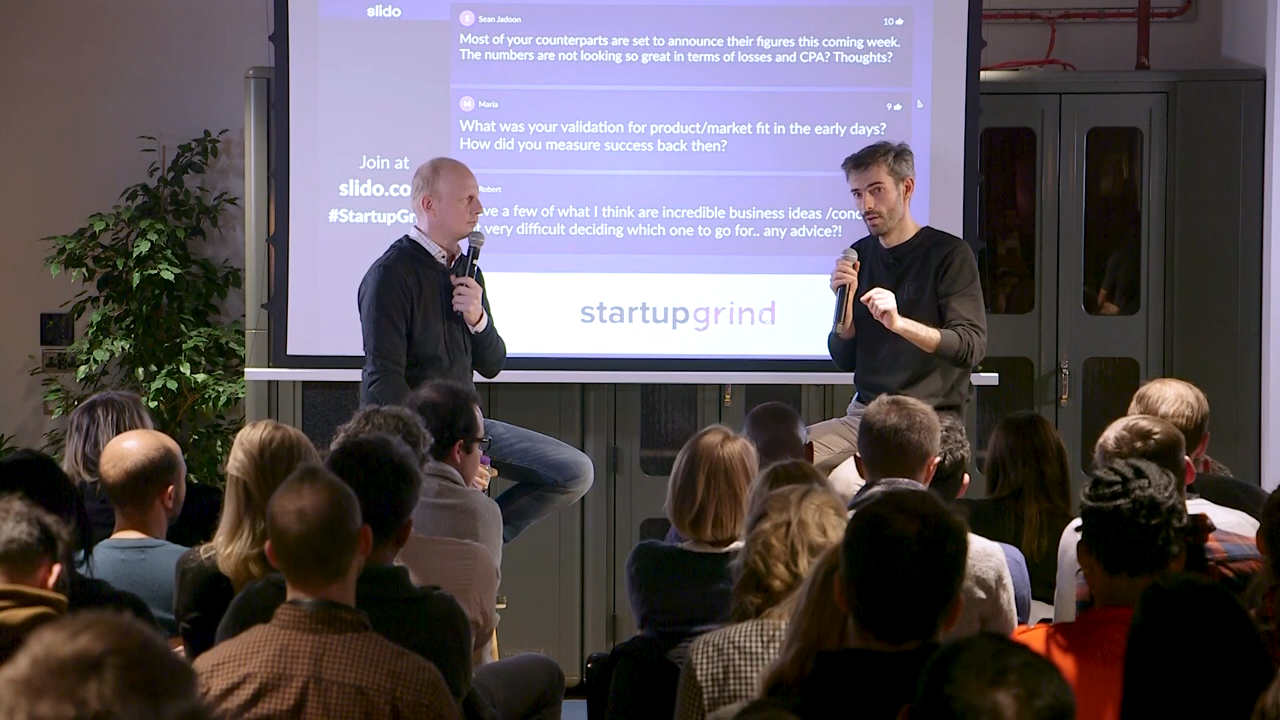 slido
S Sean Jadoon 10
Most of your counterparts are set to announce their figures this coming week.
The numbers are not looking so great in terms of losses and CPA? Thoughts?
M Maria 9
What was your validation for product/market fit in the early days?
How did you measure success back then?
Join at
slido.co
#StartupGr
Robert
ve a few of what I think are incredible business ideas /conc
very difficult deciding which one to go for.. any advice?!
startupgrind